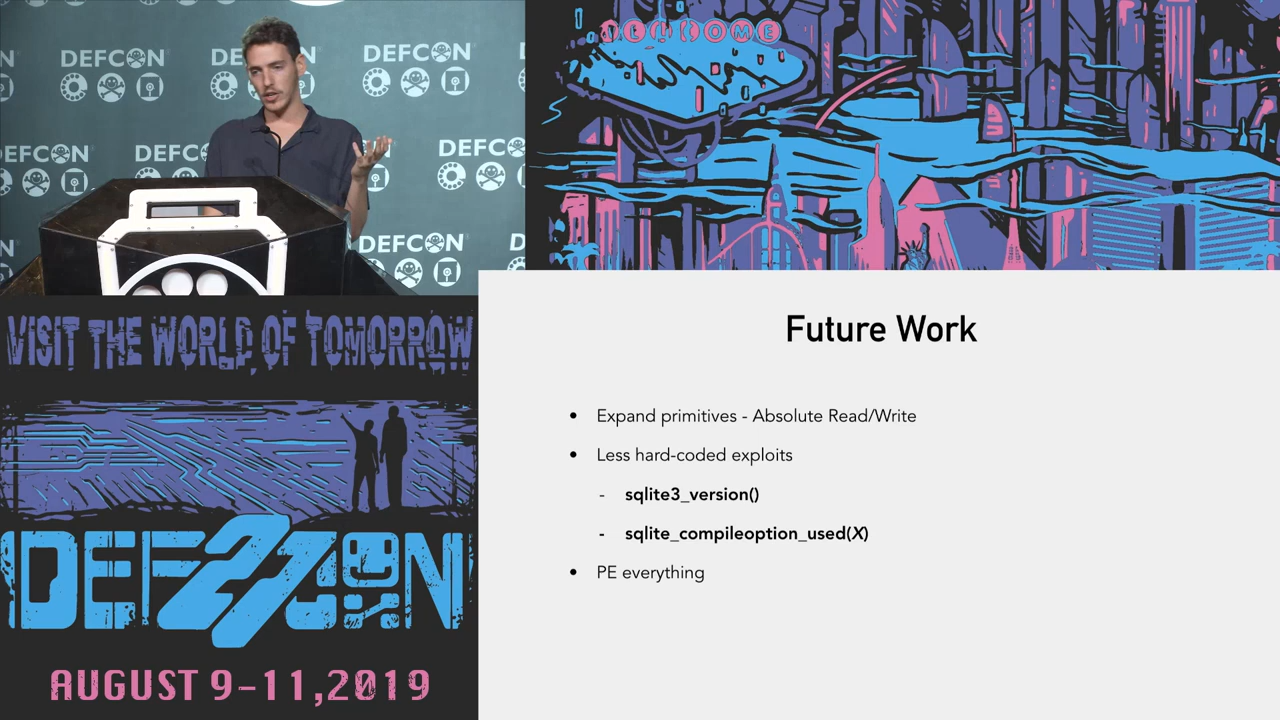 DEFCON
DEFCON
DEFCON
DEFCON
DEFCON
DEFCON
DEFCON
WELCOME
VISIT THE WORLD OF TOMORROW
DEF27CON
AUGUST 9-11,2019
Future Work
• Expand primitives - Absolute Read/Write
• Less hard-coded exploits
- sqlite3_version()
- sqlite_compileoption_used(X)
• PE everything